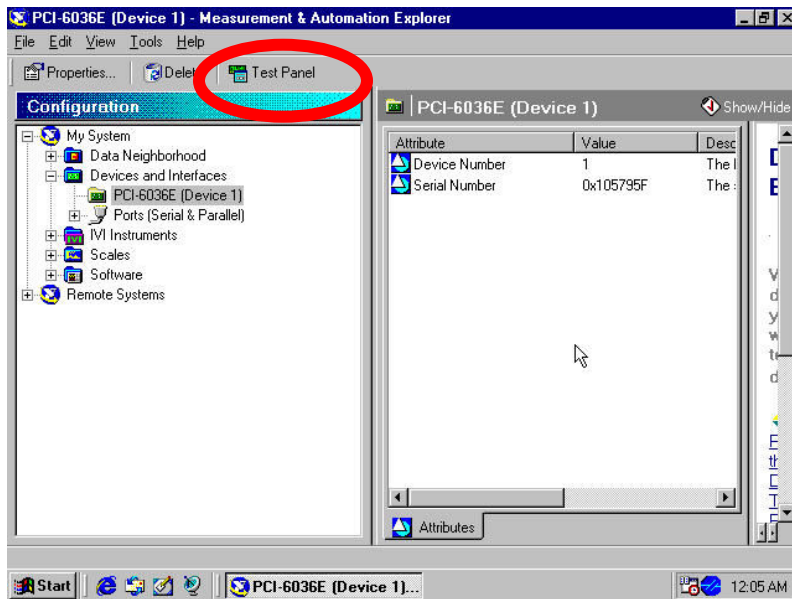 PCI-6036E (Device 1) - Measurement & Automation Explorer
File Edit View Tools Help
Properties... Delete Test Panel
Configuration
My System
Data Neighborhood
Devices and Interfaces
PCI-6036E (Device 1)
Ports (Serial & Parallel)
IVI Instruments
Scales
Software
Remote Systems
PCI-6036E (Device 1) Show/Hide
Attribute Value Desc
Device Number 1 The
Serial Number 0x105795F The
Attributes
Start PCI-6036E (Device 1)... 12:05 AM